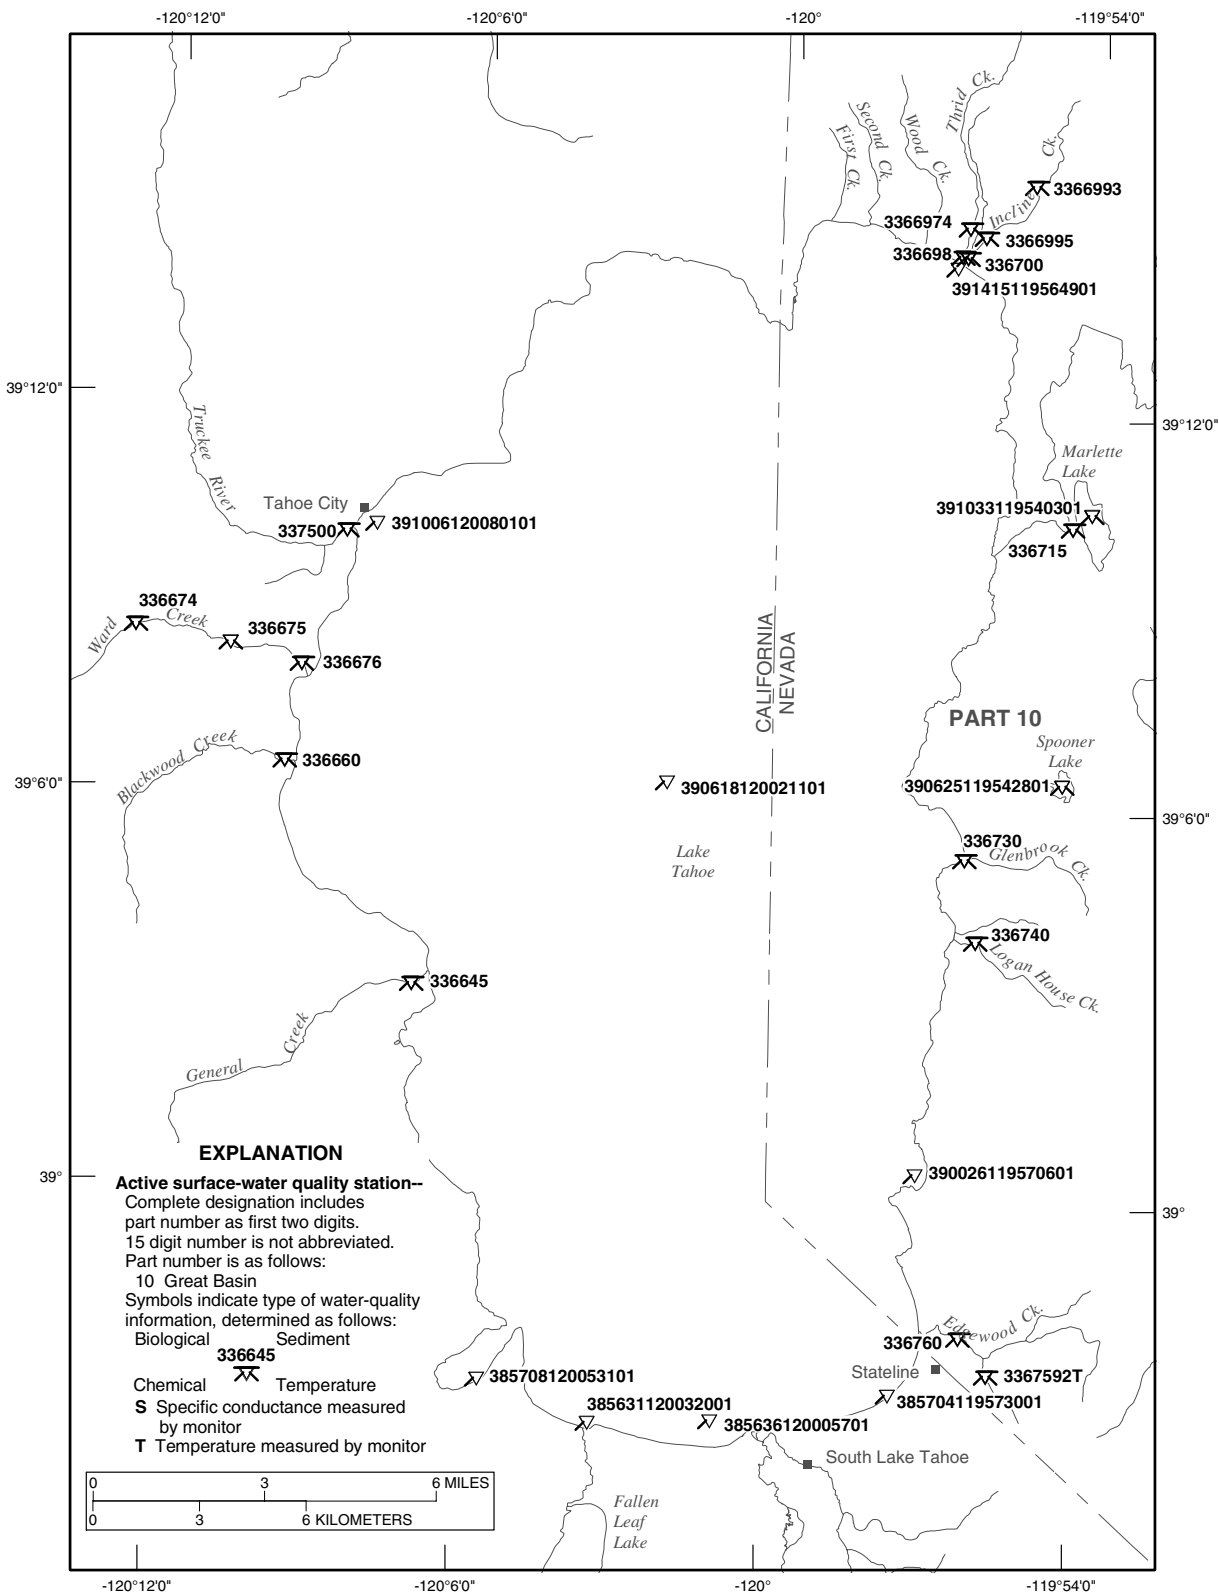 -120°12'0"
-120°6'0"
-120°
-119°54'0"
Thrid Ck.
Second Ck.
First Ck.
Wood Ck.
Incline Ck.
3366993
3366974
3366995
336698
336700
391415119564901
39°12'0"
39°12'0"
Truckee River
Marlette
Lake
Tahoe City
391006120080101
337500
391033119540301
336715
336674
Ward Creek
336675
336676
CALIFORNIA
NEVADA
PART 10
Blackwood Creek
336660
Spooner
Lake
39°6'0"
390618120021101
390625119542801
39°6'0"
336730
Glenbrook Ck.
Lake
Tahoe
336740
Logan House Ck.
336645
General Creek
EXPLANATION
Active surface-water quality station--
Complete designation includes
part number as first two digits.
15 digit number is not abbreviated.
Part number is as follows:
10 Great Basin
Symbols indicate type of water-quality
information, determined as follows:
Biological Sediment
336645
Chemical Temperature
S Specific conductance measured
by monitor
T Temperature measured by monitor
0 3 6 MILES
0 3 6 KILOMETERS
39°
390026119570601
39°
Edgewood Ck.
336760
Stateline
3367592T
385708120053101
385704119573001
385631120032001
385636120005701
South Lake Tahoe
Fallen
Leaf
Lake
-120°12'0"
-120°6'0"
-120°
-119°54'0"